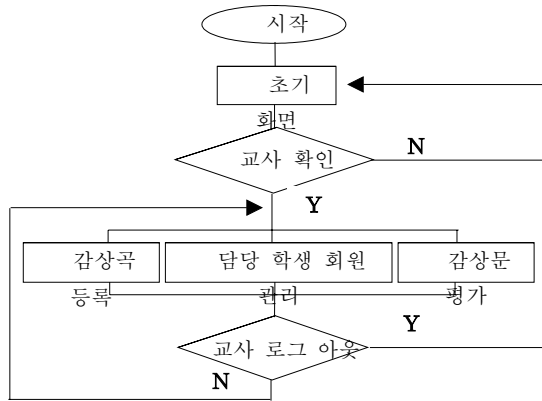 시작
초기
화면
교사 확인
N
Y
감상곡
등록
담당 학생 회원
관리
감상문
평가
교사 로그 아웃
Y
N